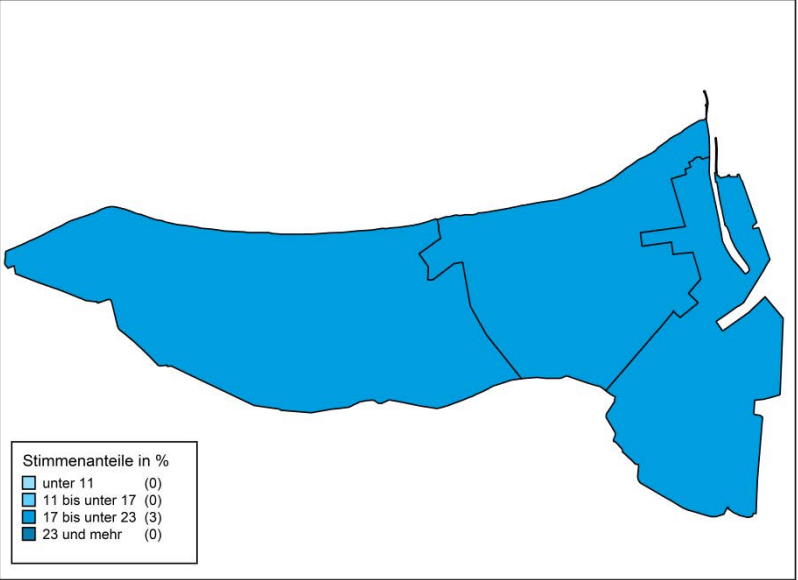 Stimmenanteile in %
unter 11 (0)
11 bis unter 17 (0)
17 bis unter 23 (3)
23 und mehr (0)